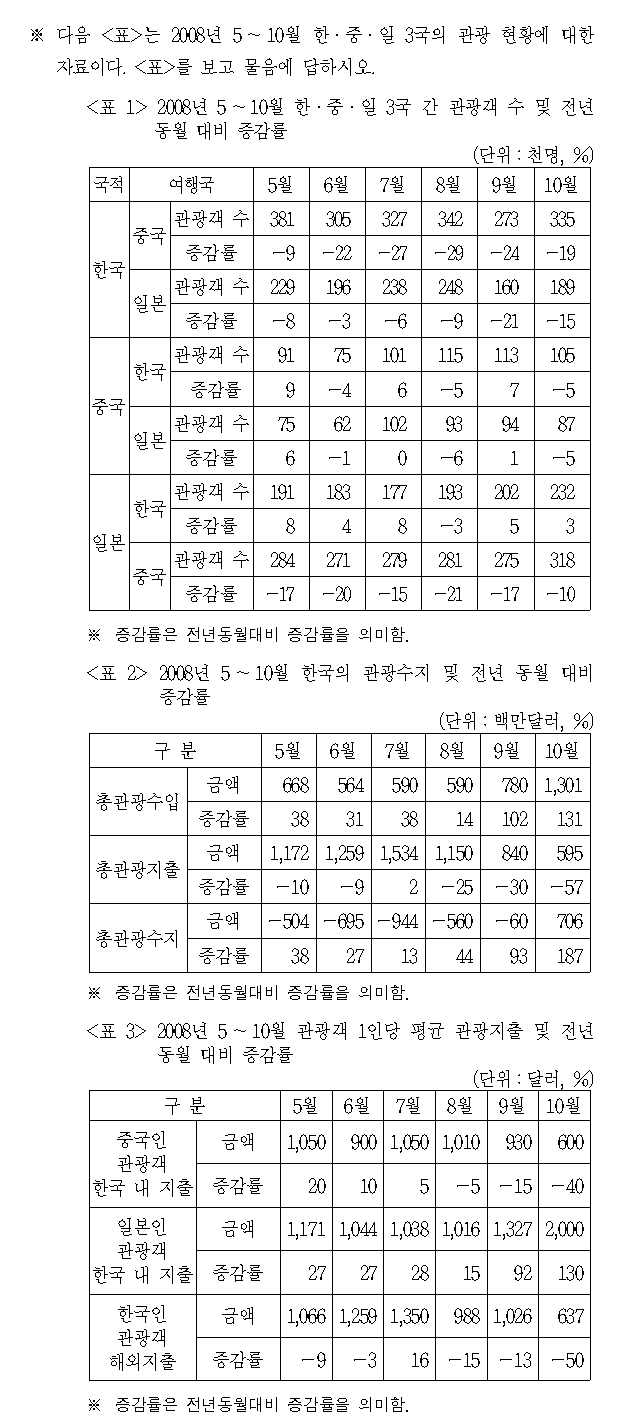 ※ 다음 <표>는 2008년 5～10월 한·중·일 3국의 관광 현황에 대한
자료이다. <표>를 보고 물음에 답하시오.
<표 1> 2008년 5～10월 한·중·일 3국 간 관광객 수 및 전년
동월 대비 증감률
(단위 : 천명, %)
국적 여행국 5월 6월 7월 8월 9월 10월
한국 중국 관광객 수 381 305 327 342 273 335
증감률 －9 －22 －27 －29 －24 －19
일본 관광객 수 229 196 238 248 160 189
증감률 －8 －3 －6 －9 －21 －15
중국 한국 관광객 수 91 75 101 115 113 105
증감률 9 －4 6 －5 7 －5
일본 관광객 수 75 62 102 93 94 87
증감률 6 －1 0 －6 1 －5
일본 한국 관광객 수 191 183 177 193 202 232
증감률 8 4 8 －3 5 3
중국 관광객 수 284 271 279 281 275 318
증감률 －17 －20 －15 －21 －17 －10
※ 증감률은 전년동월대비 증감률을 의미함.
<표 2> 2008년 5～10월 한국의 관광수지 및 전년 동월 대비
증감률
(단위 : 백만달러, %)
구 분 5월 6월 7월 8월 9월 10월
총관광수입 금액 668 564 590 590 780 1,301
증감률 38 31 38 14 102 131
총관광지출 금액 1,172 1,259 1,534 1,150 840 595
증감률 －10 －9 2 －25 －30 －57
총관광수지 금액 －504 －695 －944 －560 －60 706
증감률 38 27 13 44 93 187
※ 증감률은 전년동월대비 증감률을 의미함.
<표 3> 2008년 5～10월 관광객 1인당 평균 관광지출 및 전년
동월 대비 증감률
(단위 : 달러, %)
구 분 5월 6월 7월 8월 9월 10월
중국인
관광객
한국 내 지출
금액 1,050 900 1,050 1,010 930 600
증감률 20 10 5 －5 －15 －40
일본인
관광객
한국 내 지출
금액 1,171 1,044 1,038 1,016 1,327 2,000
증감률 27 27 28 15 92 130
한국인
관광객
해외지출
금액 1,066 1,259 1,350 988 1,026 637
증감률 －9 －3 16 －15 －13 －50
※ 증감률은 전년동월대비 증감률을 의미함.